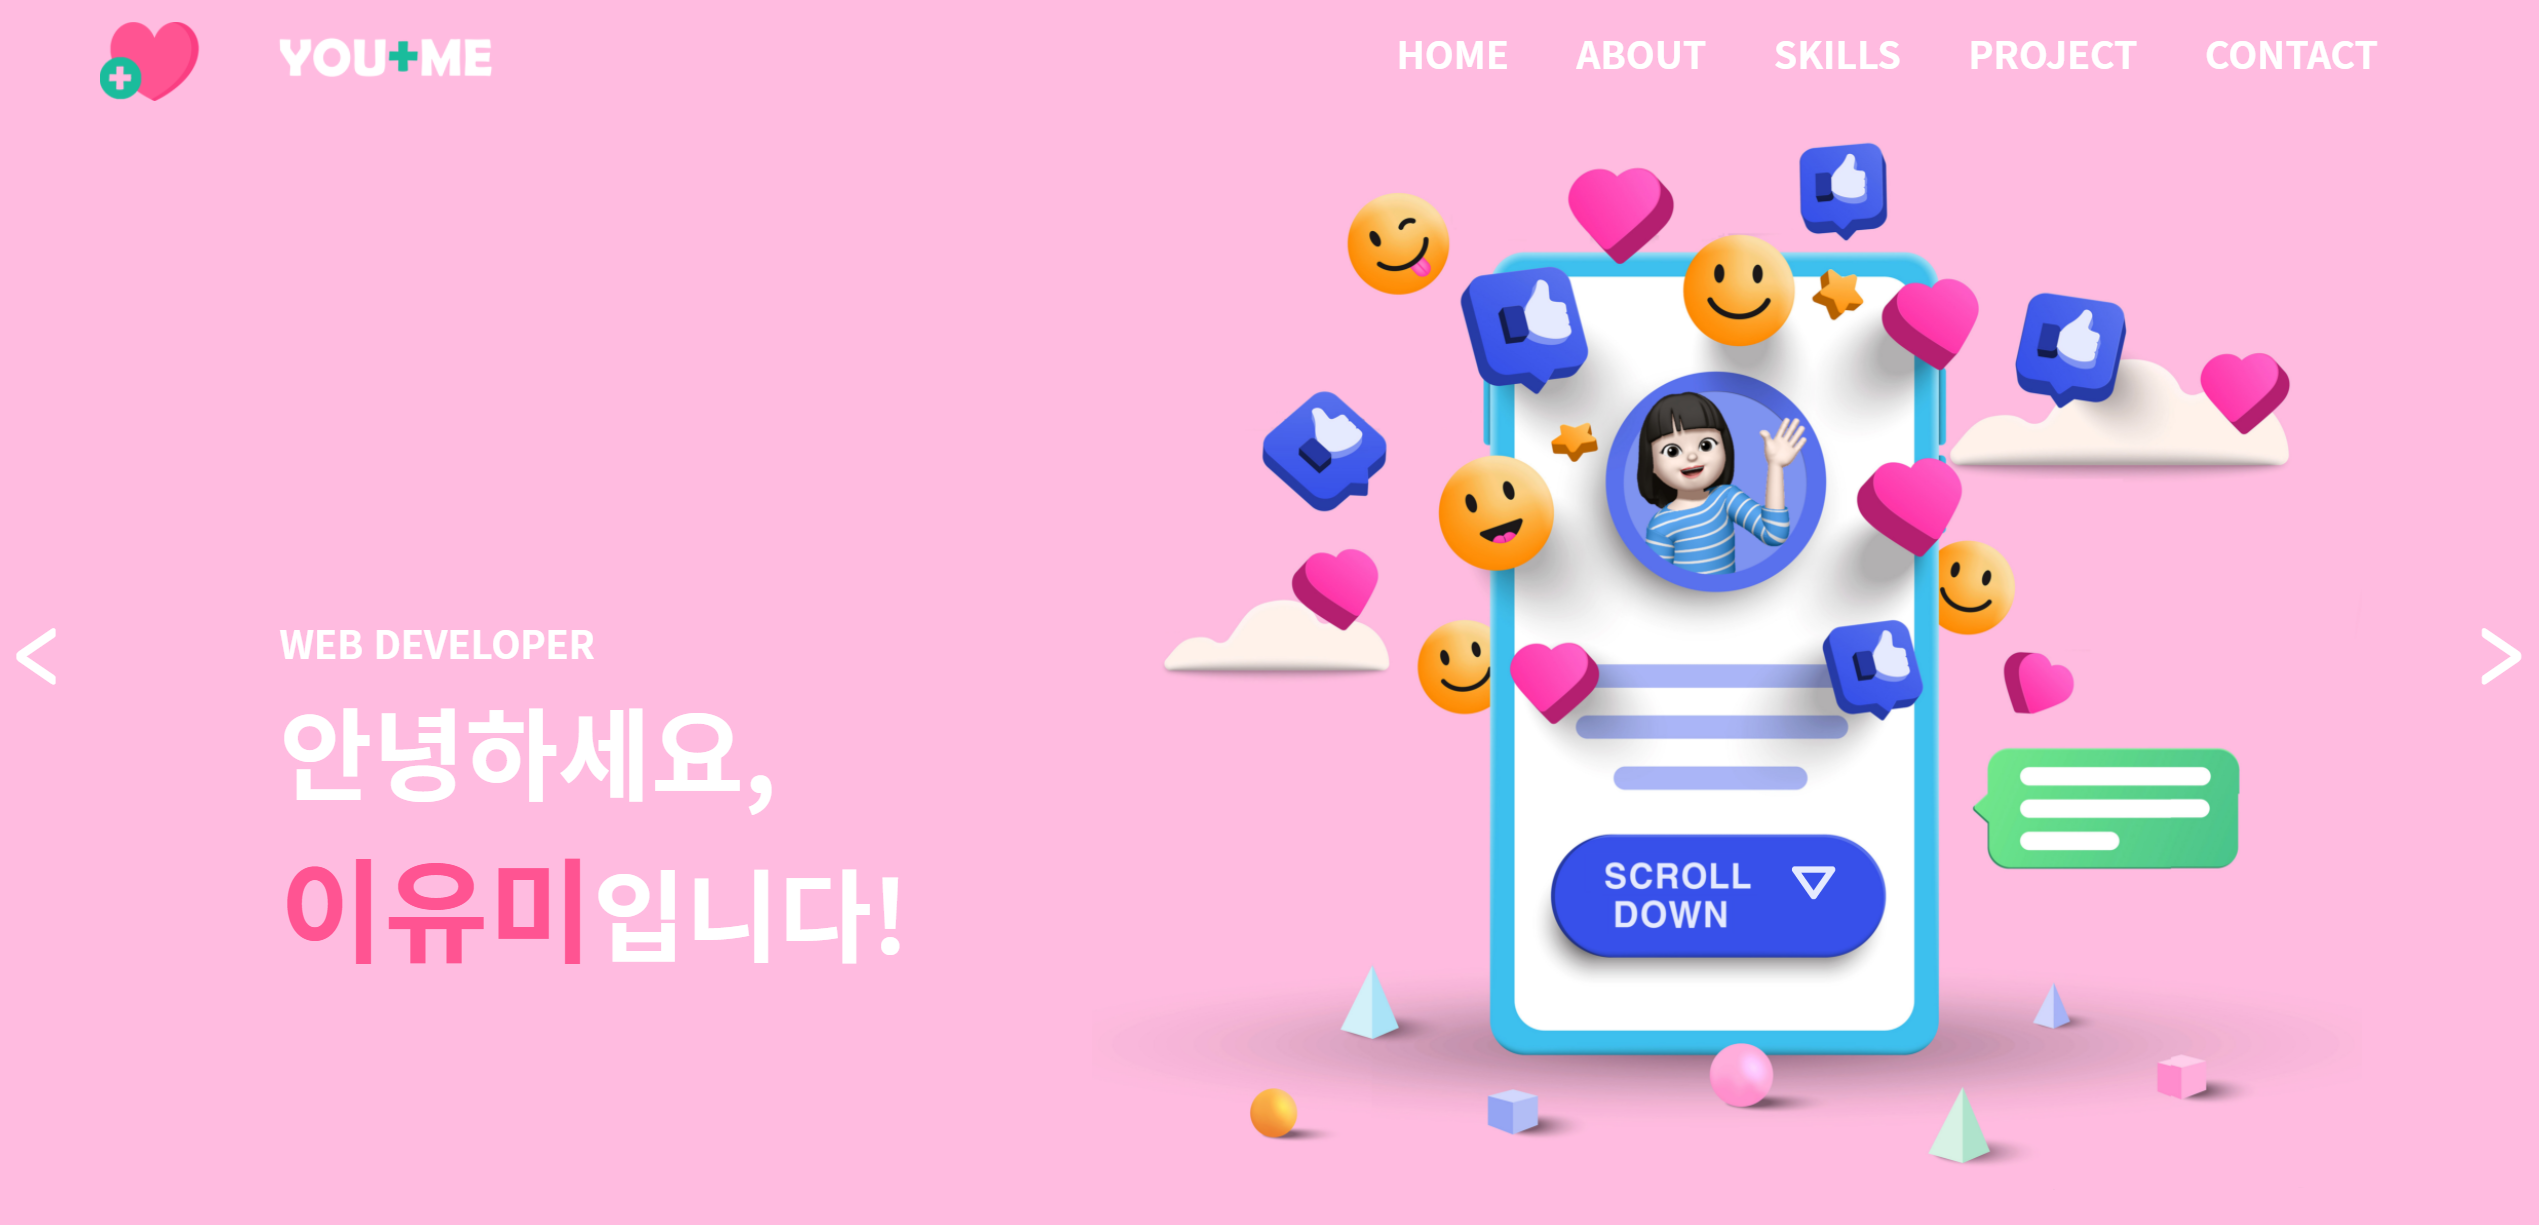 YOU+ME
HOME ABOUT SKILLS PROJECT CONTACT
WEB DEVELOPER
안녕하세요,
이유미입니다!
SCROLL
DOWN